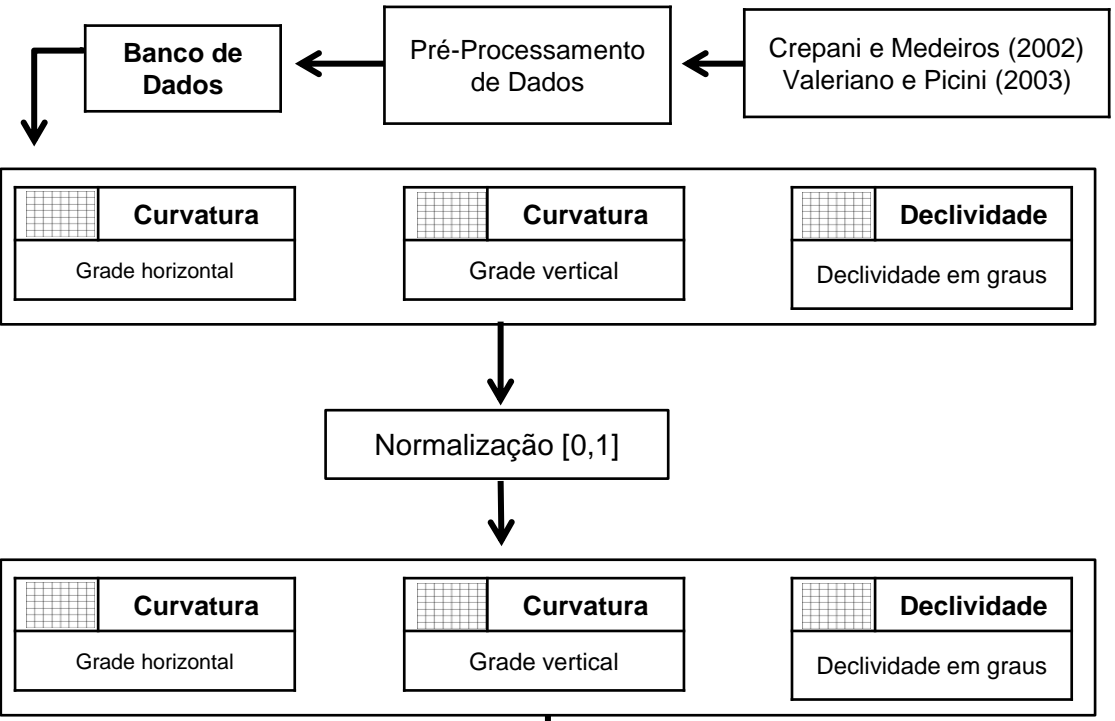 Banco de
Dados
Pré-Processamento
de Dados
Crepani e Medeiros (2002)
Valeriano e Picini (2003)
Curvatura
Grade horizontal
Curvatura
Grade vertical
Declividade
Declividade em graus
Normalização [0,1]
Curvatura
Grade horizontal
Curvatura
Grade vertical
Declividade
Declividade em graus